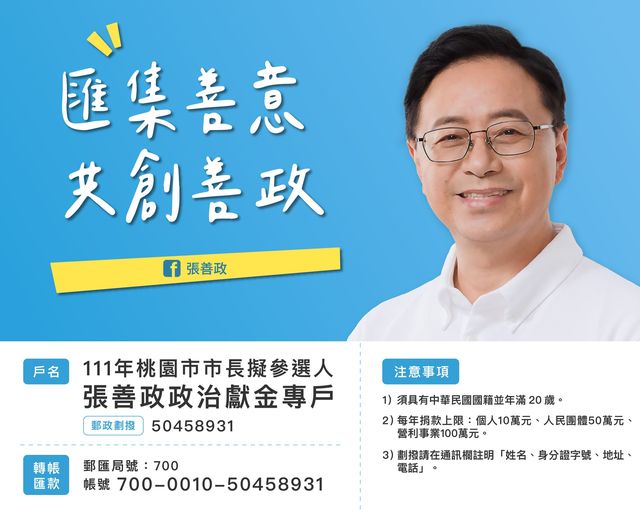 匯集善意
共創善政
張善政
戶名
111年桃園市市長擬參選人
張善政政治獻金專戶
郵政劃撥 50458931
轉帳
匯款
郵匯局號：700
帳號 700-0010-50458931
注意事項
1) 須具有中華民國國籍並年滿 20 歲。
2) 每年捐款上限：個人10萬元、人民團體50萬元、
營利事業100萬元。
3) 劃撥請在通訊欄註明「姓名、身分證字號、地址、
電話」。